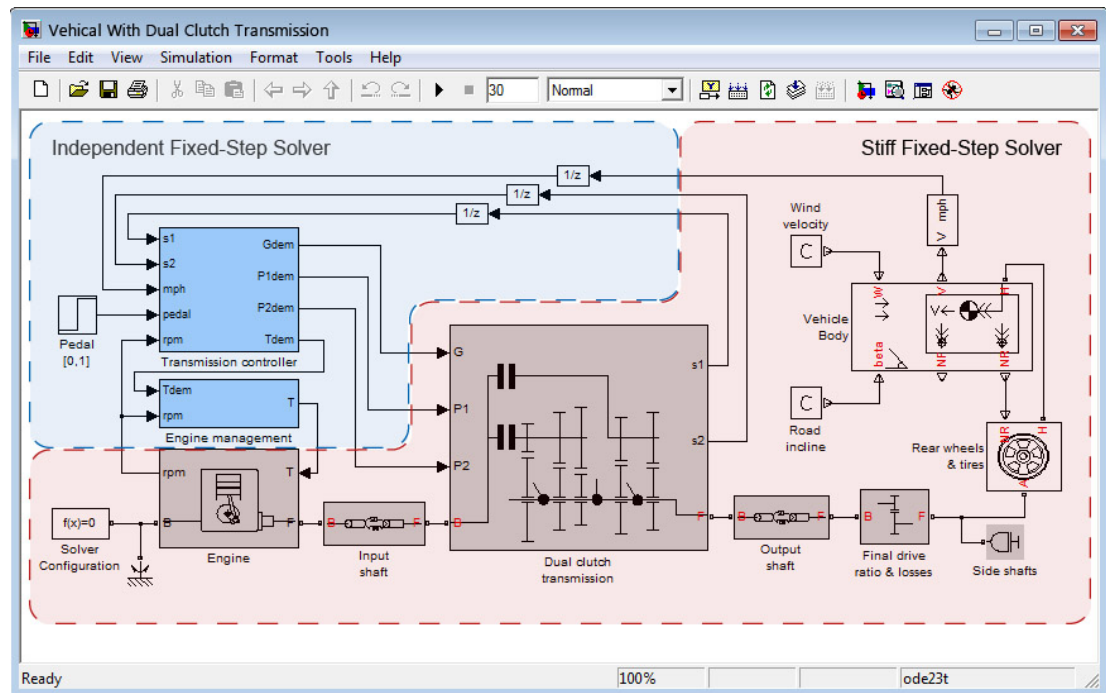 Vehical With Dual Clutch Transmission
File Edit View Simulation Format Tools Help
30 Normal
Independent Fixed-Step Solver
Stiff Fixed-Step Solver
1/z
1/z
1/z
Wind
velocity
C
V mph
s1
s2
mph
pedal
rpm
Gdem
P1dem
P2dem
Tdem
Transmission controller
Pedal
[0,1]
Tdem
rpm
T
Engine management
rpm
T
B
F
Engine
f(x)=0
Solver
Configuration
B
F
Input
shaft
G
P1
P2
B
s1
s2
F
Dual clutch
transmission
W
V
H
V
beta
NF
NR
Vehicle
Body
C
Road
incline
NR
H
A
Rear wheels
& tires
B
F
Output
shaft
B
F
Final drive
ratio & losses
Side shafts
Ready
100%
ode23t